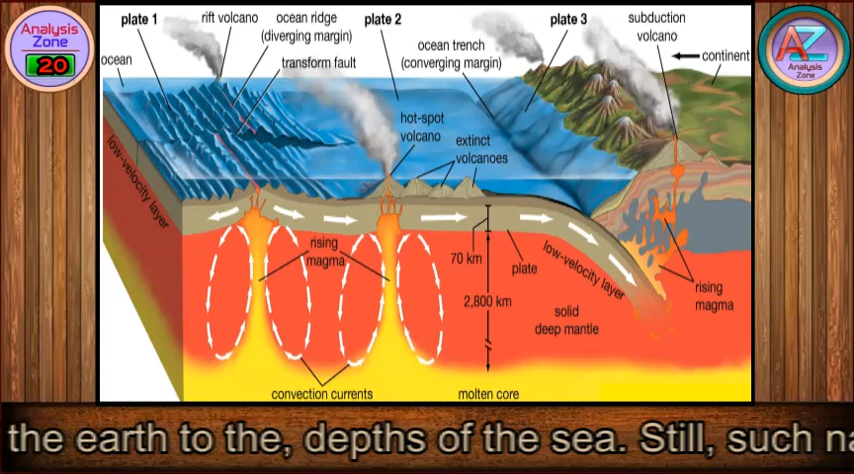 Analysis
Zone
20
plate 1
rift volcano
ocean ridge
(diverging margin)
plate 2
plate 3
subduction
volcano
AZ
Analysis
Zone
ocean
transform fault
ocean trench
(converging margin)
continent
hot-spot
volcano
extinct
volcanoes
low-velocity layer
rising
magma
70 km
plate
low-velocity layer
2,800 km
solid
deep mantle
rising
magma
convection currents
molten core
the earth to the, depths of the sea. Still, such na